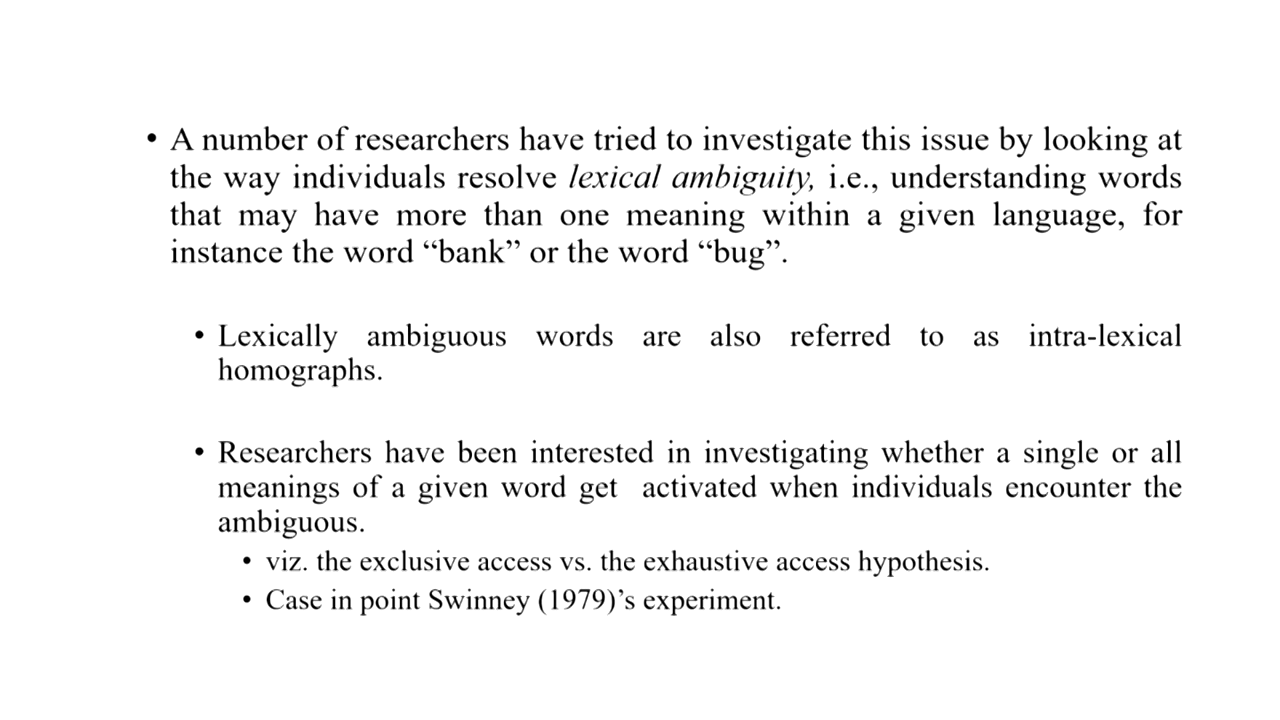 • A number of researchers have tried to investigate this issue by looking at
the way individuals resolve lexical ambiguity, i.e., understanding words
that may have more than one meaning within a given language, for
instance the word “bank” or the word “bug”.
• Lexically ambiguous words are also referred to as intra-lexical
homographs.
• Researchers have been interested in investigating whether a single or all
meanings of a given word get activated when individuals encounter the
ambiguous.
• viz. the exclusive access vs. the exhaustive access hypothesis.
• Case in point Swinney (1979)’s experiment.